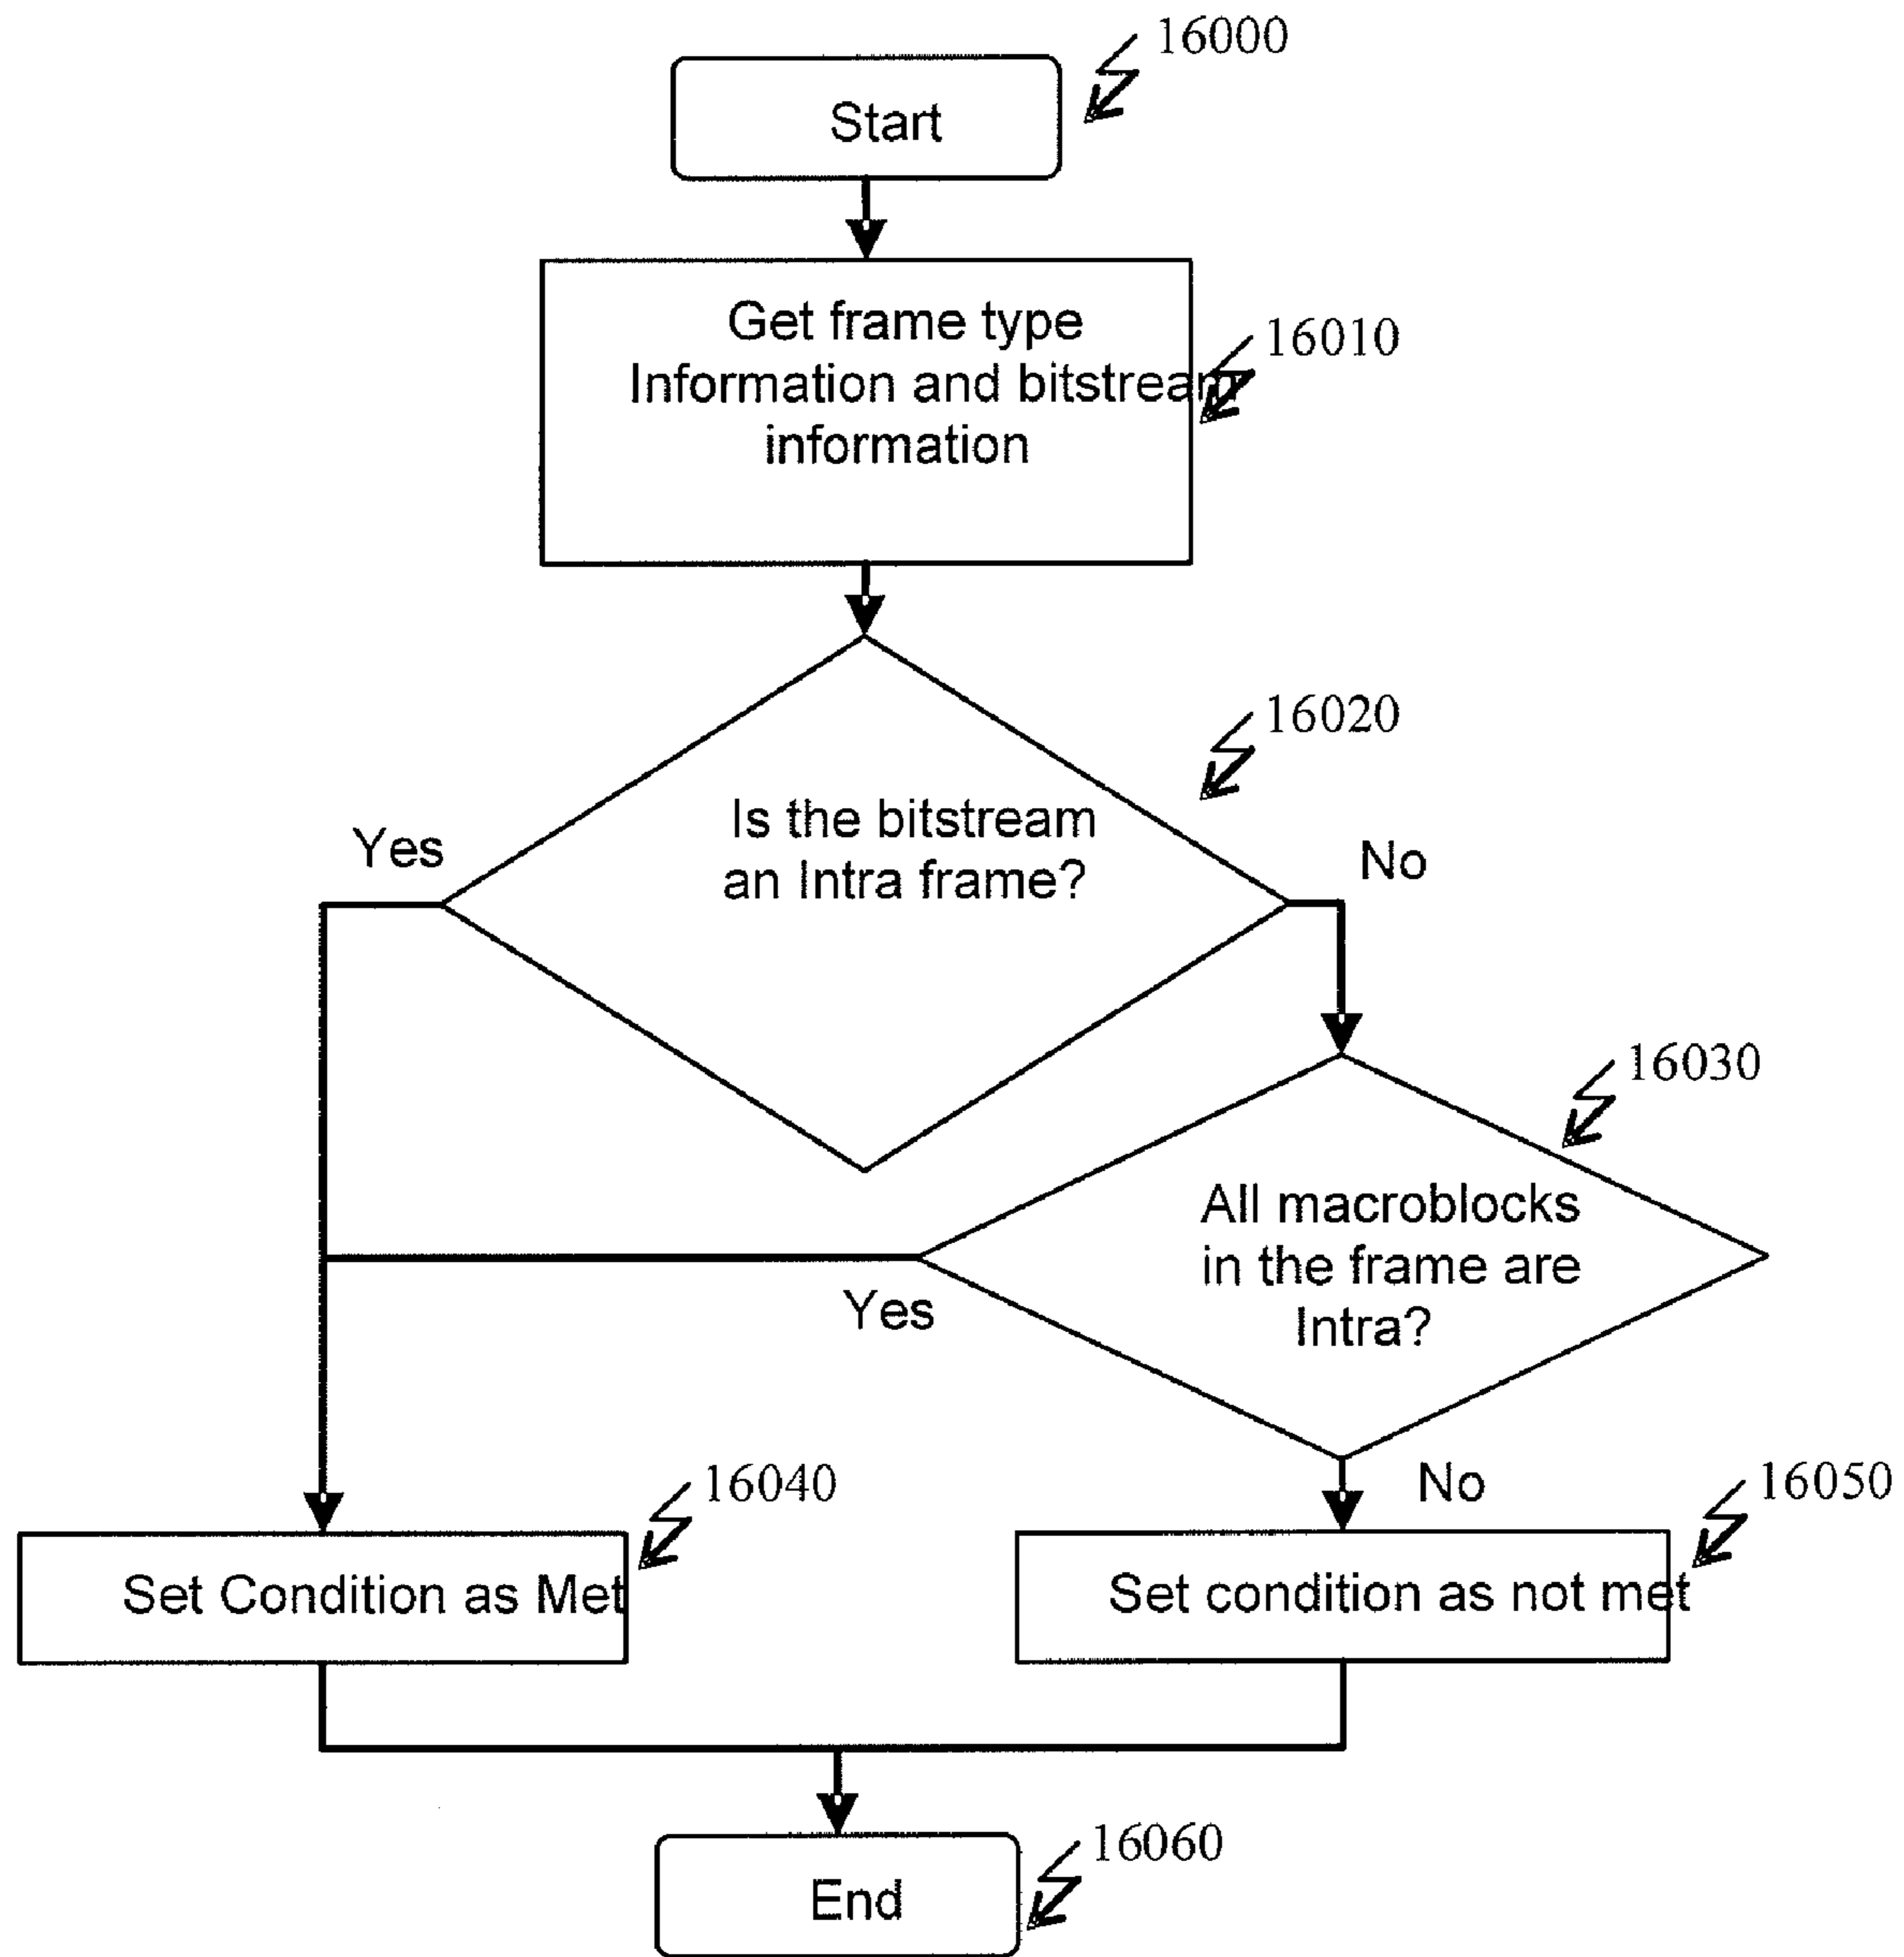 16000
Start
Get frame type
Information and bitstream
information
16010
16020
Is the bitstream
an Intra frame?
Yes
No
16030
All macroblocks
in the frame are
Intra?
Yes
No
16040
Set Condition as Met
16050
Set condition as not met
16060
End